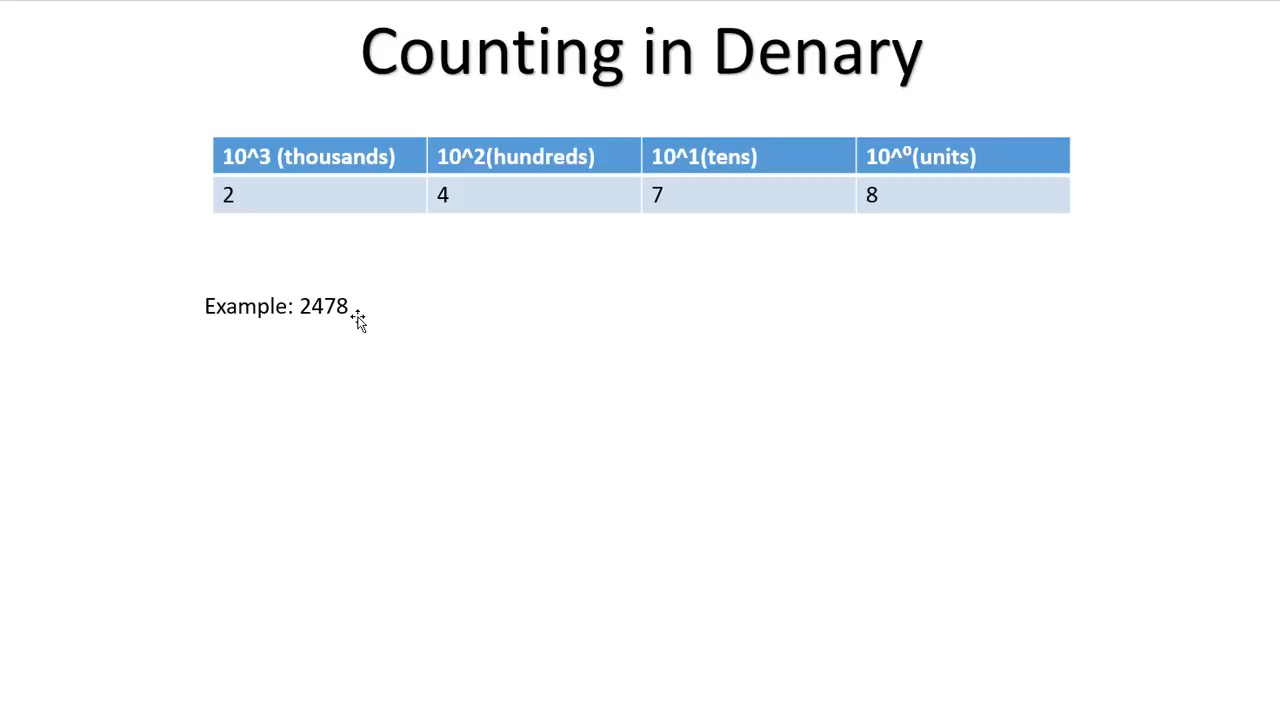 Counting in Denary
10^3 (thousands) 10^2(hundreds) 10^1(tens) 10^⁰(units)
2 4 7 8
Example: 2478